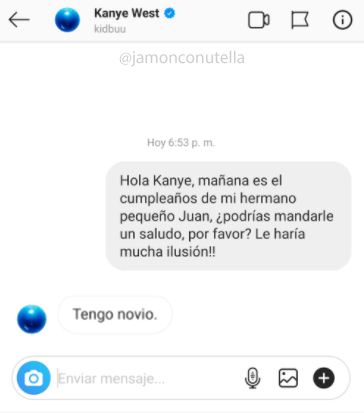 Kanye West
kidbuu
@jamonconutella
Hoy 6:53 p. m.
Hola Kanye, mañana es el
cumpleaños de mi hermano
pequeño Juan, ¿podrías mandarle
un saludo, por favor? Le haría
mucha ilusión!!
Tengo novio.
Enviar mensaje...